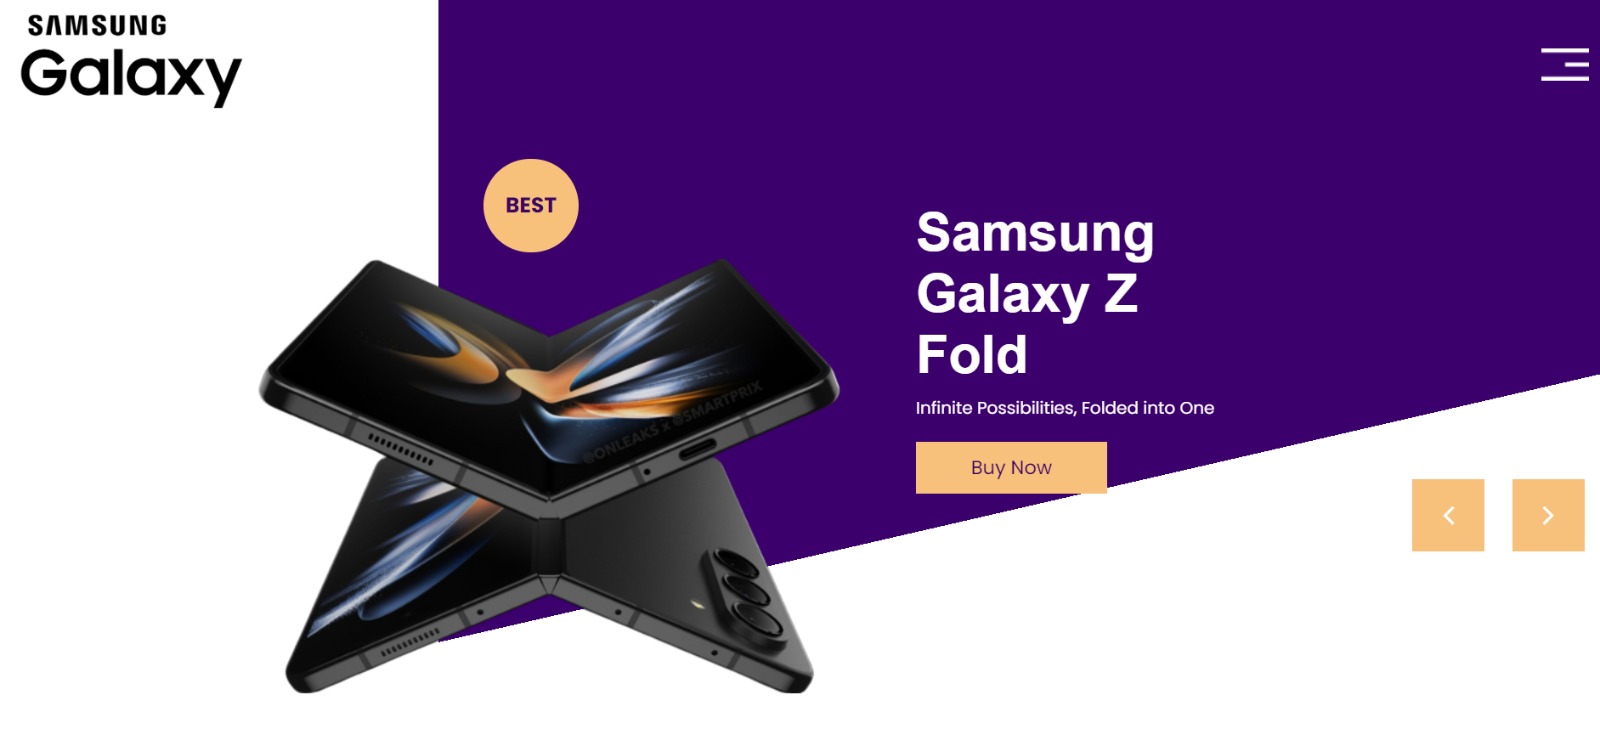 SAMSUNG
Galaxy
BEST
Samsung
Galaxy Z
Fold
Infinite Possibilities, Folded into One
Buy Now
@ONLEAKS x @SMARTPRIX